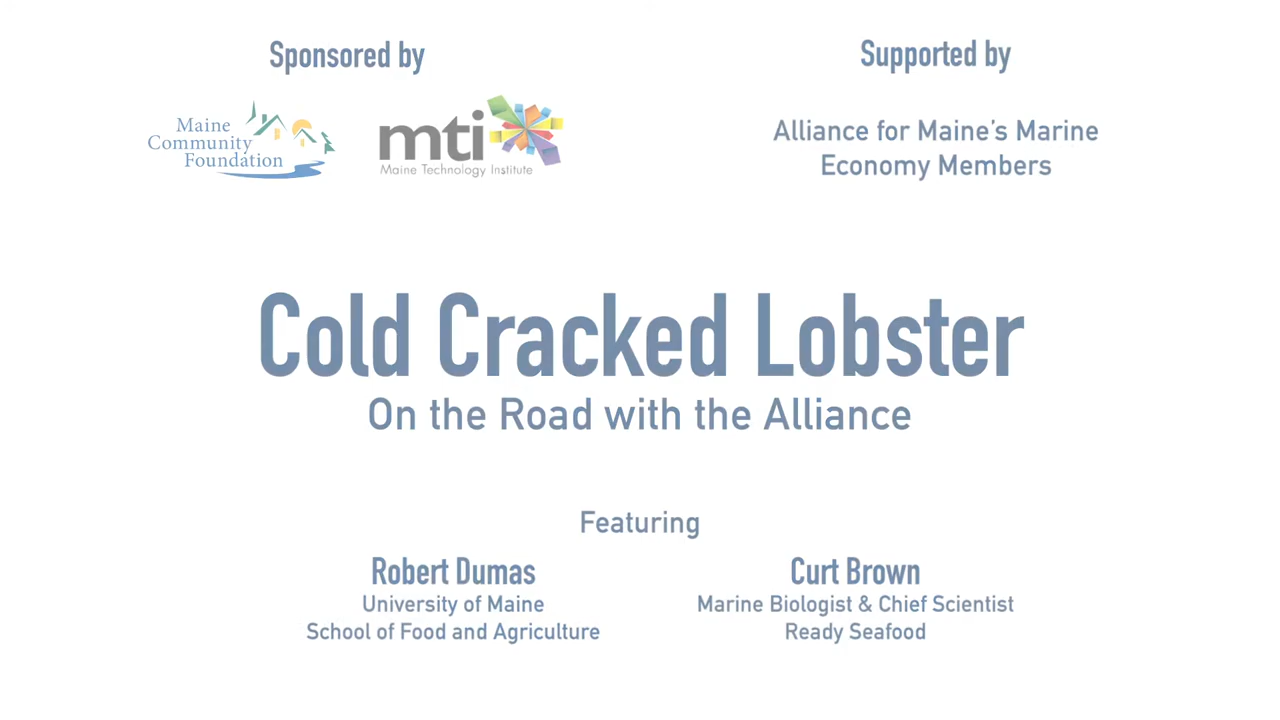 Sponsored by
Maine
Community
Foundation
mti
Maine Technology Institute
Supported by
Alliance for Maine's Marine
Economy Members
Cold Cracked Lobster
On the Road with the Alliance
Featuring
Robert Dumas
University of Maine
School of Food and Agriculture
Curt Brown
Marine Biologist & Chief Scientist
Ready Seafood